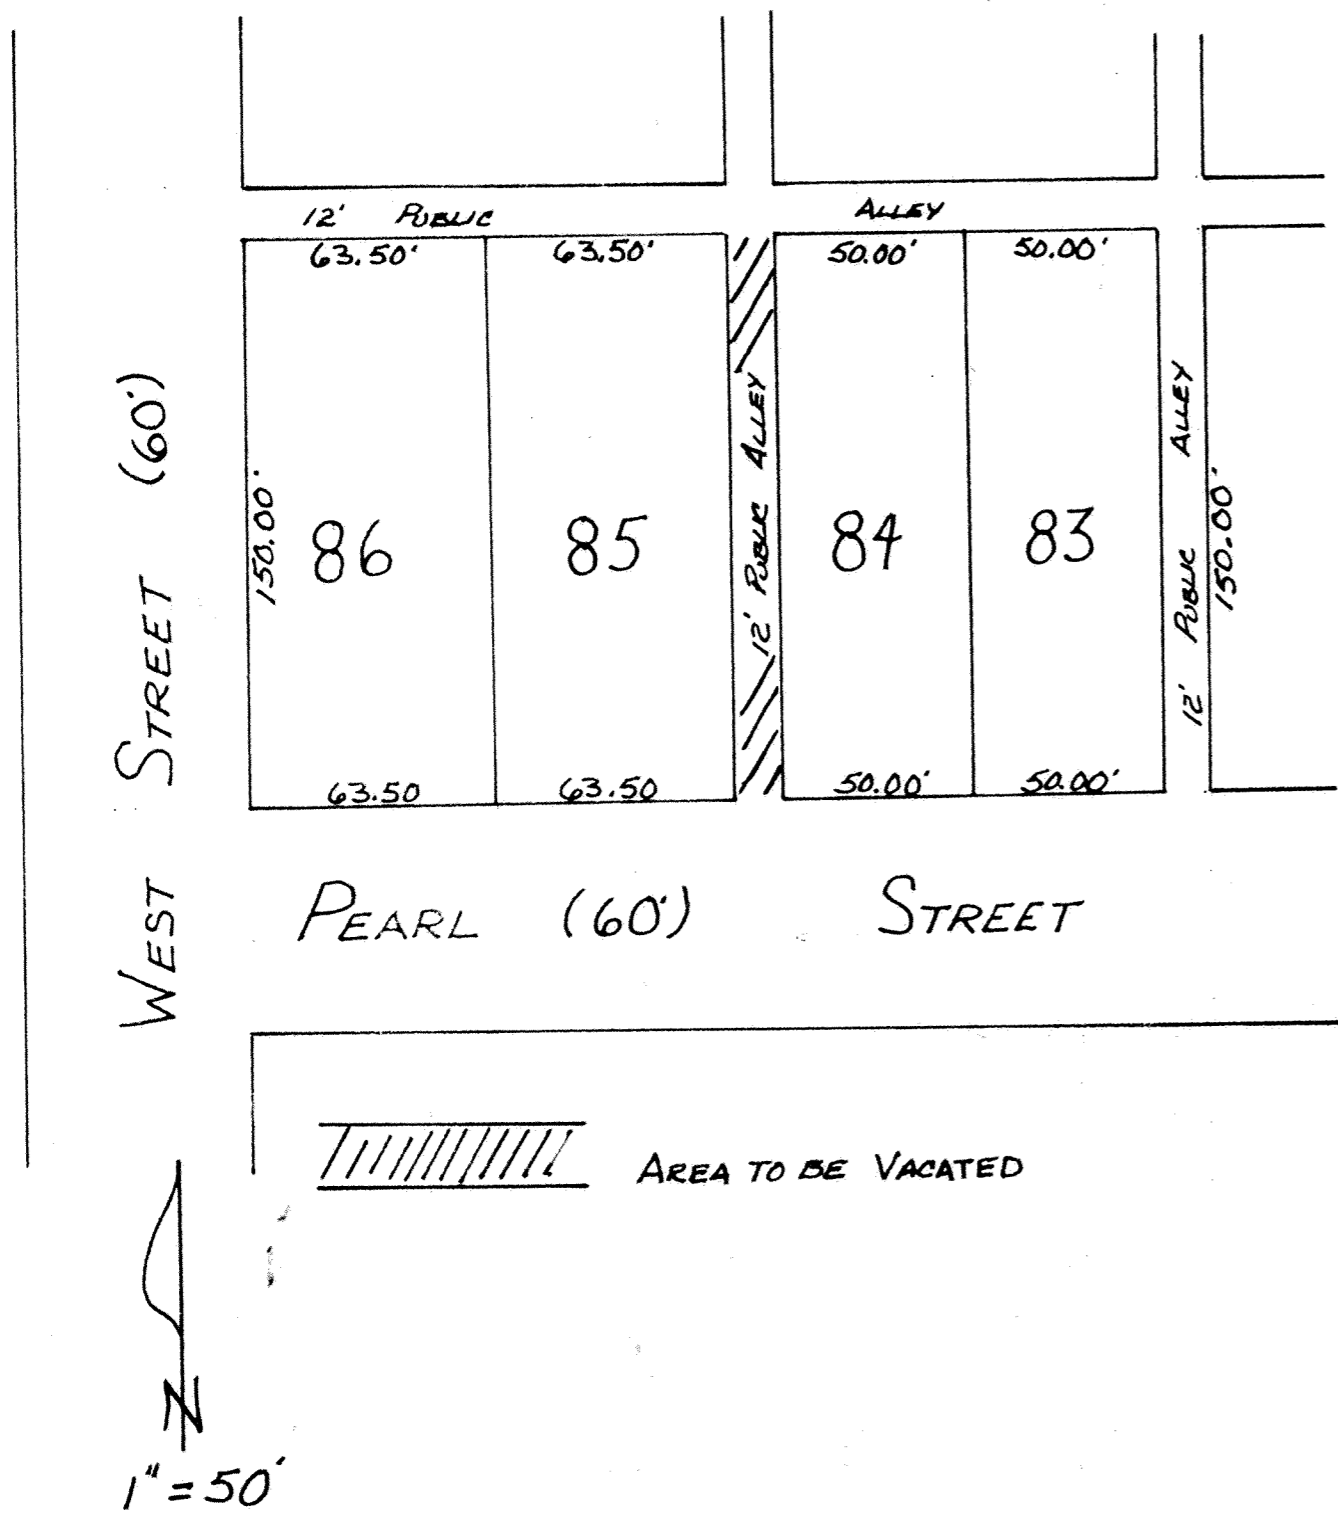 12' PUBLIC ALLEY
63.50' 63.50' 50.00' 50.00'
WEST STREET (60')
150.00'
86
85
12' PUBLIC ALLEY
84
83
12' PUBLIC ALLEY
150.00'
63.50 63.50 50.00' 50.00'
PEARL (60') STREET
AREA TO BE VACATED
N
1" = 50'